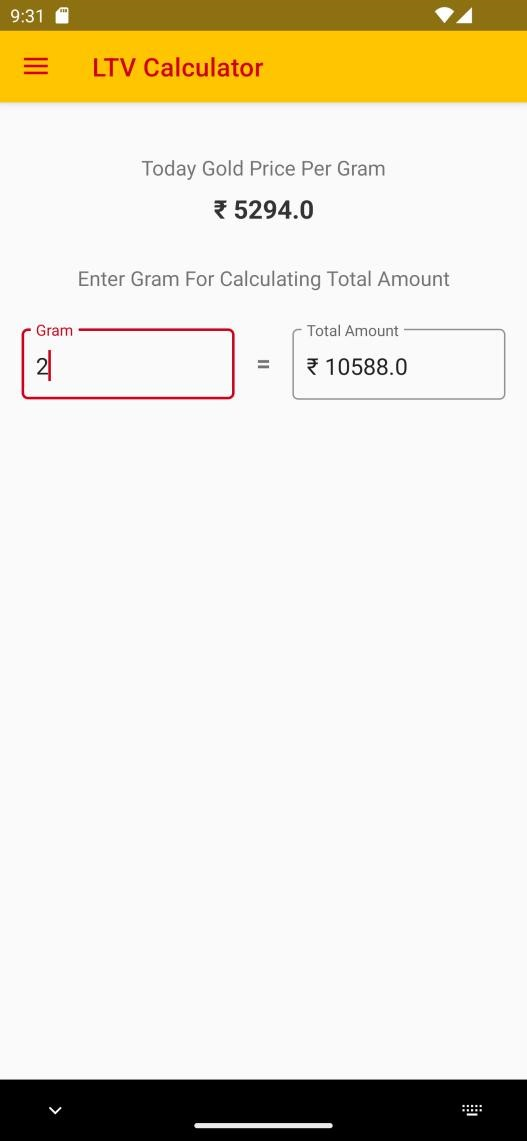 9:31
LTV Calculator
Today Gold Price Per Gram
₹ 5294.0
Enter Gram For Calculating Total Amount
Gram
Total Amount
2
=
₹ 10588.0